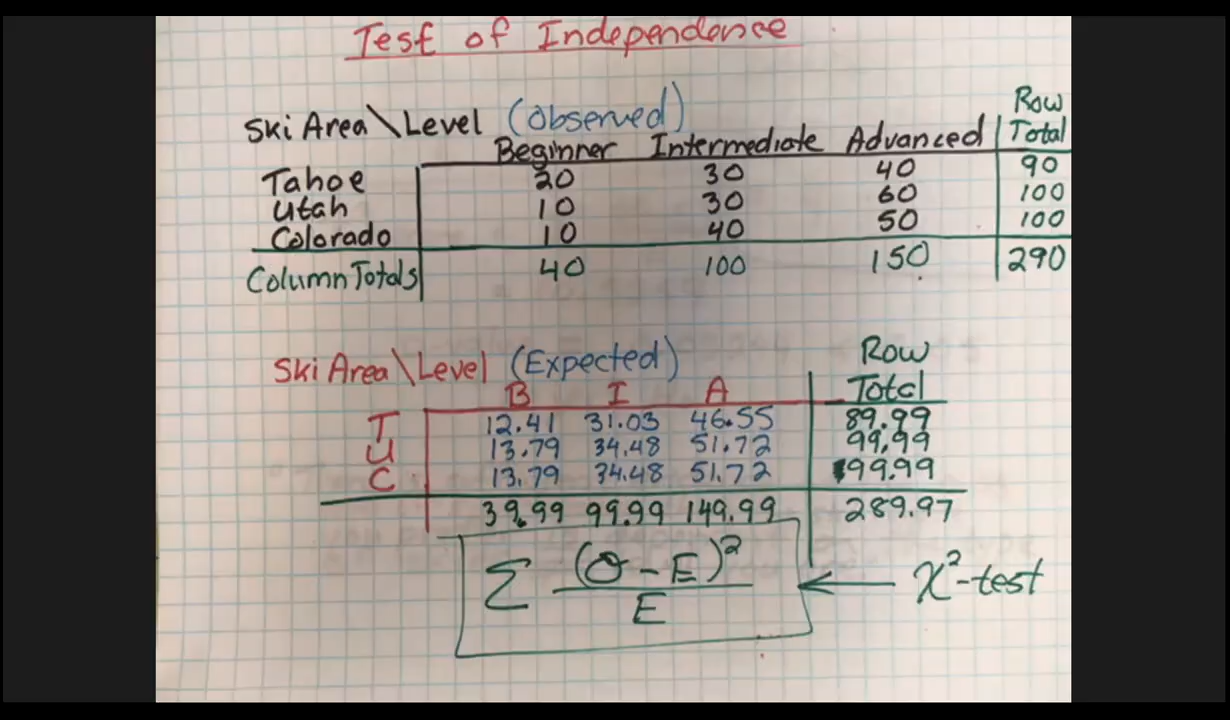 Test of Independence
Ski Area\Level (Observed)
Row
Beginner Intermediate Advanced Total
Tahoe 20 30 40 90
Utah 10 30 60 100
Colorado 10 40 50 100
Column Totals 40 100 150 290
Ski Area\Level (Expected)
Row
B I A Total
T 12.41 31.03 46.55 89.99
U 13.79 34.48 51.72 99.99
C 13.79 34.48 51.72 99.99
39.99 99.99 149.99 289.97
Σ (O-E)² / E ← χ²-test